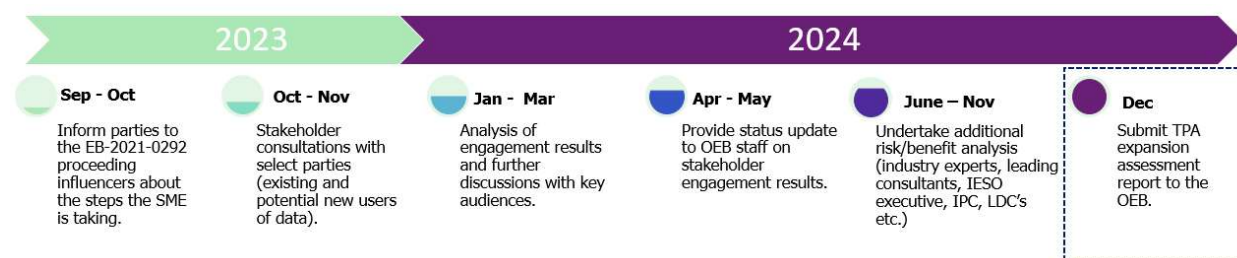 2023
2024
Sep - Oct
Inform parties to
the EB-2021-0292
proceeding
influencers about
the steps the SME
is taking.
Oct - Nov
Stakeholder
consultations with
select parties
(existing and
potential new users
of data).
Jan - Mar
Analysis of
engagement results
and further
discussions with key
audiences.
Apr - May
Provide status update
to OEB staff on
stakeholder
engagement results.
June – Nov
Undertake additional
risk/benefit analysis
(industry experts, leading
consultants, IESO
executive, IPC, LDC's
etc.)
Dec
Submit TPA
expansion
assessment
report to the
OEB.